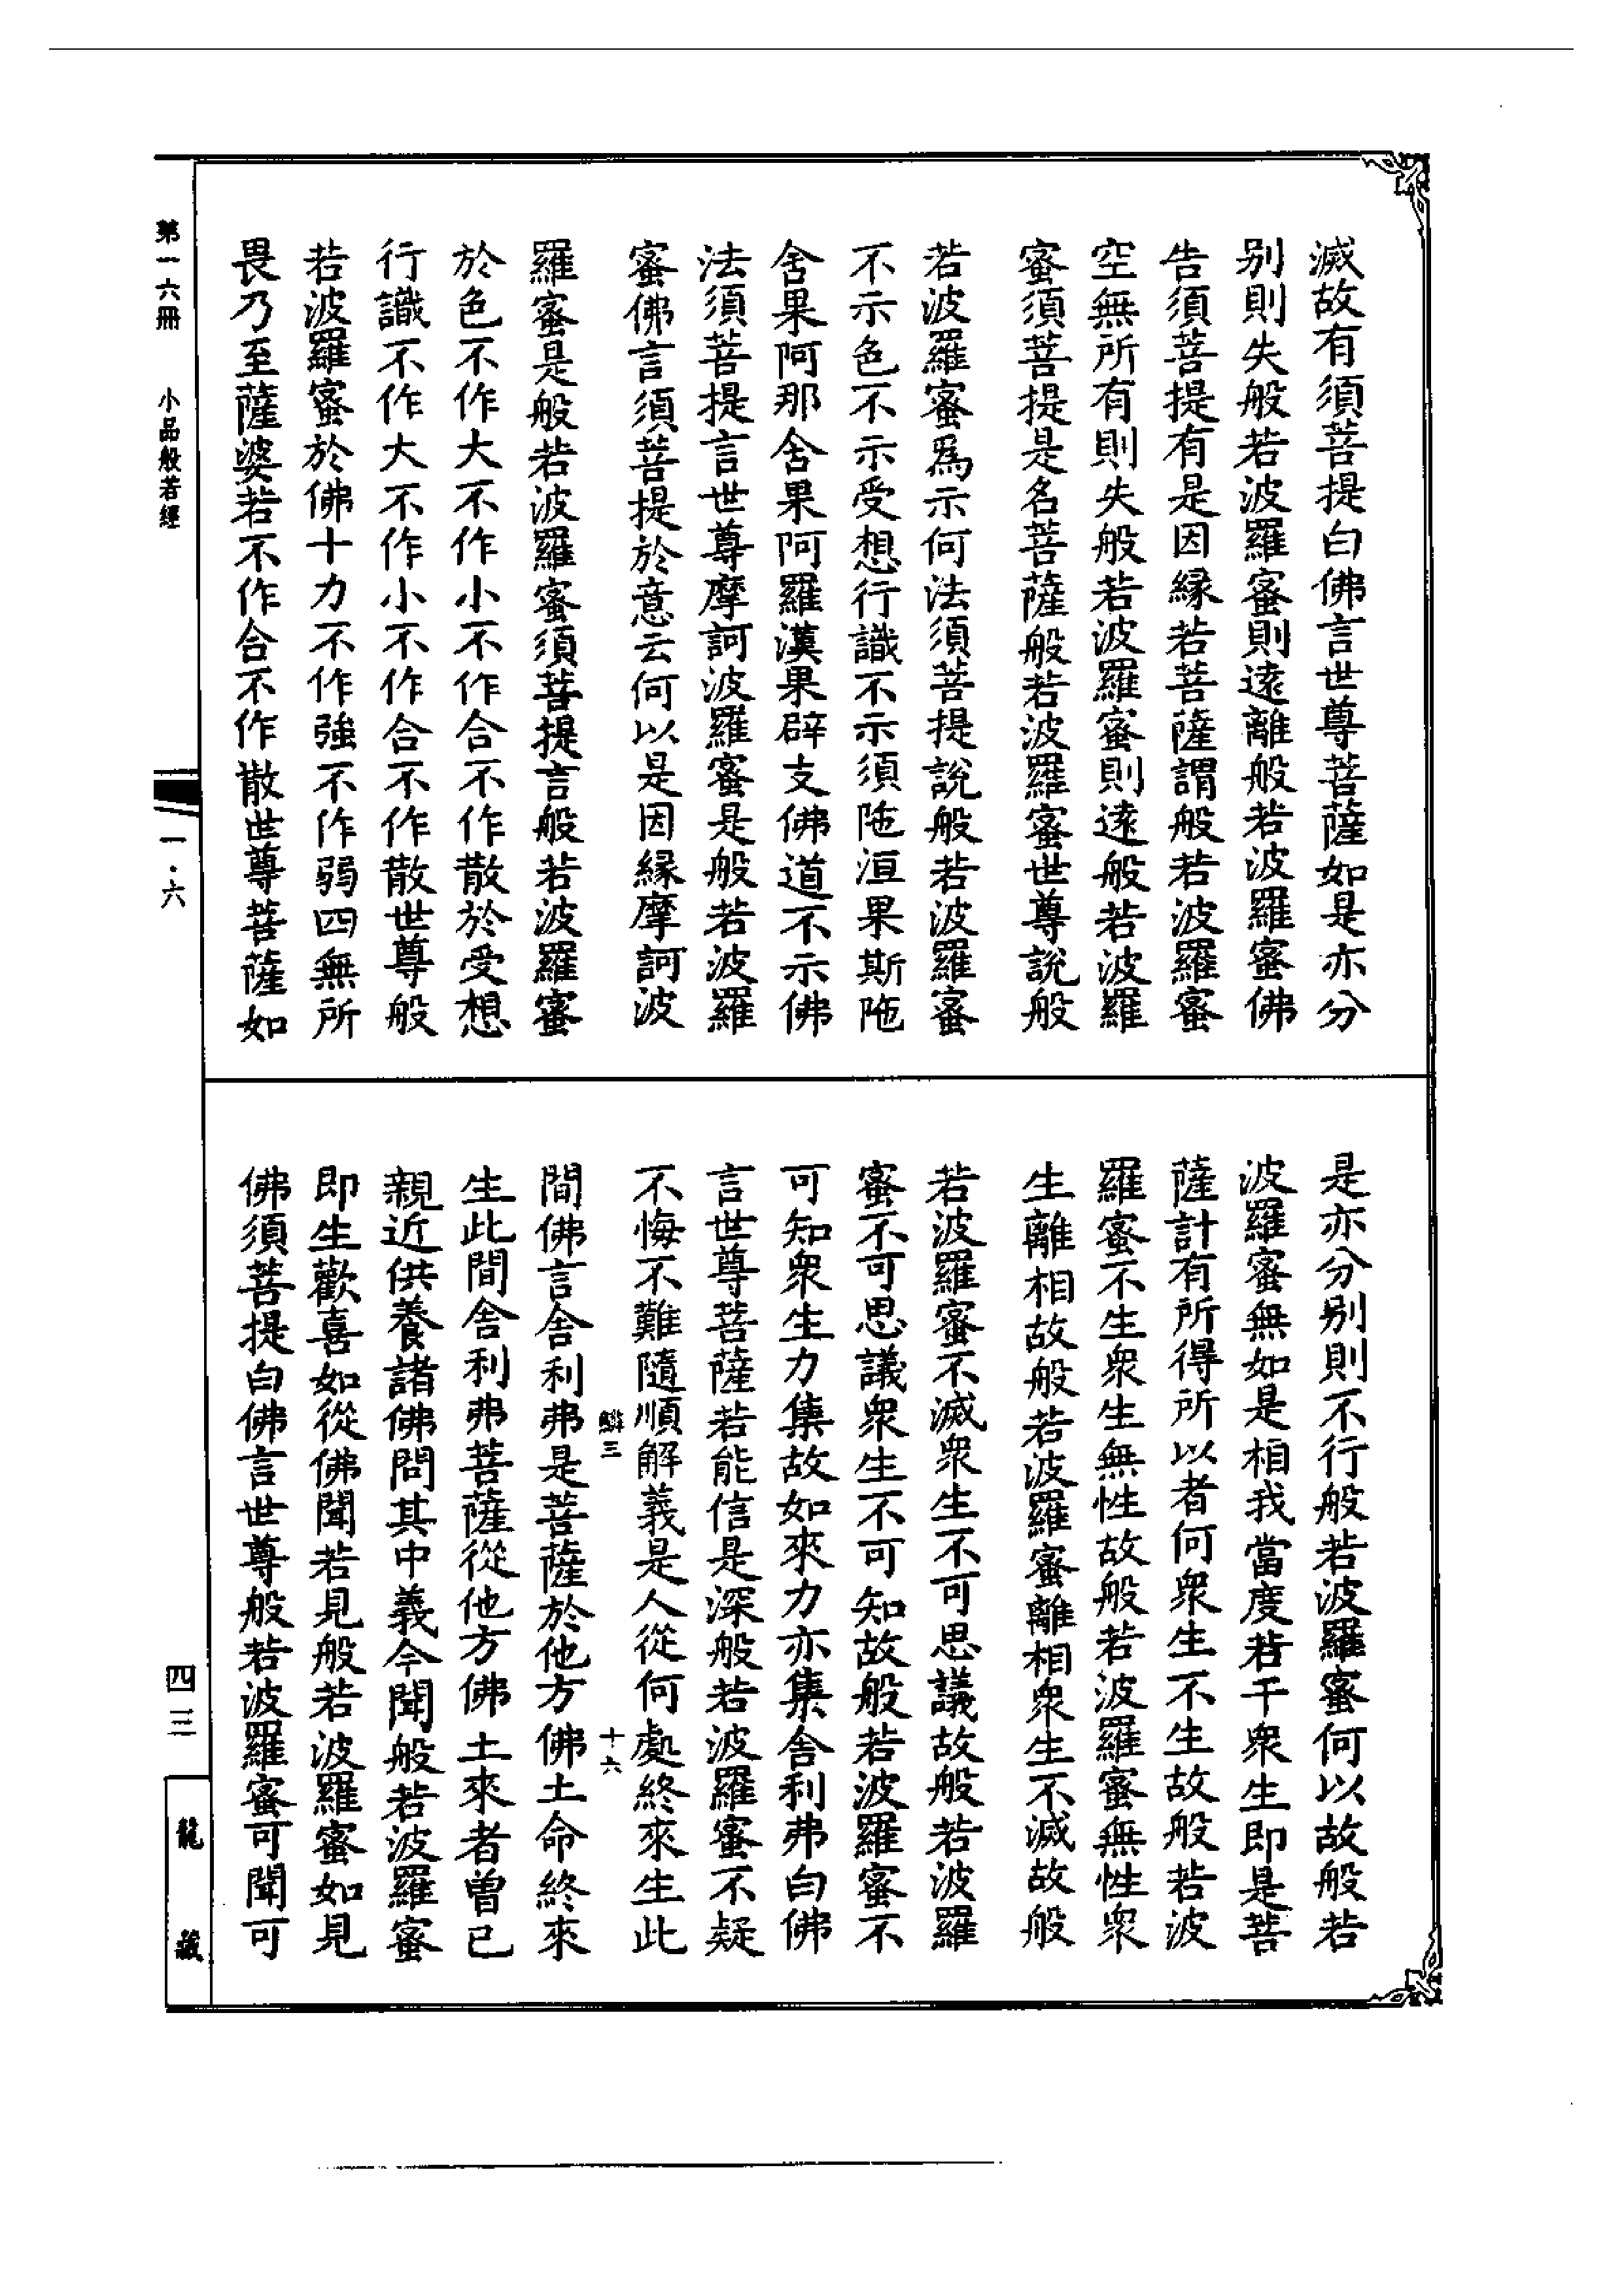 滅故有須菩提白佛言世尊菩薩如是亦分
别則失般若波羅蜜則遠離般若波羅蜜佛
告須菩提有是因縁若菩薩謂般若波羅蜜
空無所有則失般若波羅蜜則遠般若波羅
蜜須菩提是名菩薩般若波羅蜜世尊説般
若波羅蜜為示何法須菩提説般若波羅蜜
不示色不示受想行識不示須陁洹果斯陁
舍果阿那舍果阿羅漢果辟支佛道不示佛
法須菩提言世尊摩訶波羅蜜是般若波羅
蜜佛言須菩提於意云何以是因縁摩訶波
羅蜜是般若波羅蜜須菩提言般若波羅蜜
於色不作大不作小不作合不作散於受想
行識不作大不作小不作合不作散世尊般
若波羅蜜於佛十力不作強不作弱四無所
畏乃至薩婆若不作合不作散世尊菩薩如
是亦分别則不行般若波羅蜜何以故般若
波羅蜜無如是相我當度若干衆生即是菩
薩計有所得所以者何衆生不生故般若波
羅蜜不生衆生無性故般若波羅蜜無性衆
生離相故般若波羅蜜離相衆生不滅故般
若波羅蜜不滅衆生不可思議故般若波羅
蜜不可思議衆生不可知故般若波羅蜜不
可知衆生力集故如來力亦集舍利弗白佛
言世尊菩薩若能信是深般若波羅蜜不疑
不悔不難隨順解義是人從何處終來生此
鱗三 十六
間佛言舍利弗是菩薩於他方佛土命終來
生此間舍利弗菩薩從他方佛土來者曾已
親近供養諸佛問其中義今聞般若波羅蜜
即生歡喜如從佛聞若見般若波羅蜜如見
佛須菩提白佛言世尊般若波羅蜜可聞可
第一六冊 小品般若經
一·六
四三
龍藏